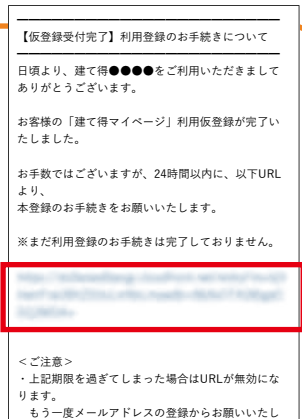 【仮登録受付完了】利用登録のお手続きについて
日頃より、建て得●●●●をご利用いただきまして
ありがとうございます。
お客様の「建て得マイページ」利用仮登録が完了い
たしました。
お手数ではございますが、24時間以内に、以下URL
より、
本登録のお手続きをお願いいたします。
※まだ利用登録のお手続きは完了しておりません。
＜ご注意＞
・上記期限を過ぎてしまった場合はURLが無効にな
ります。
もう一度メールアドレスの登録からお願いいたし